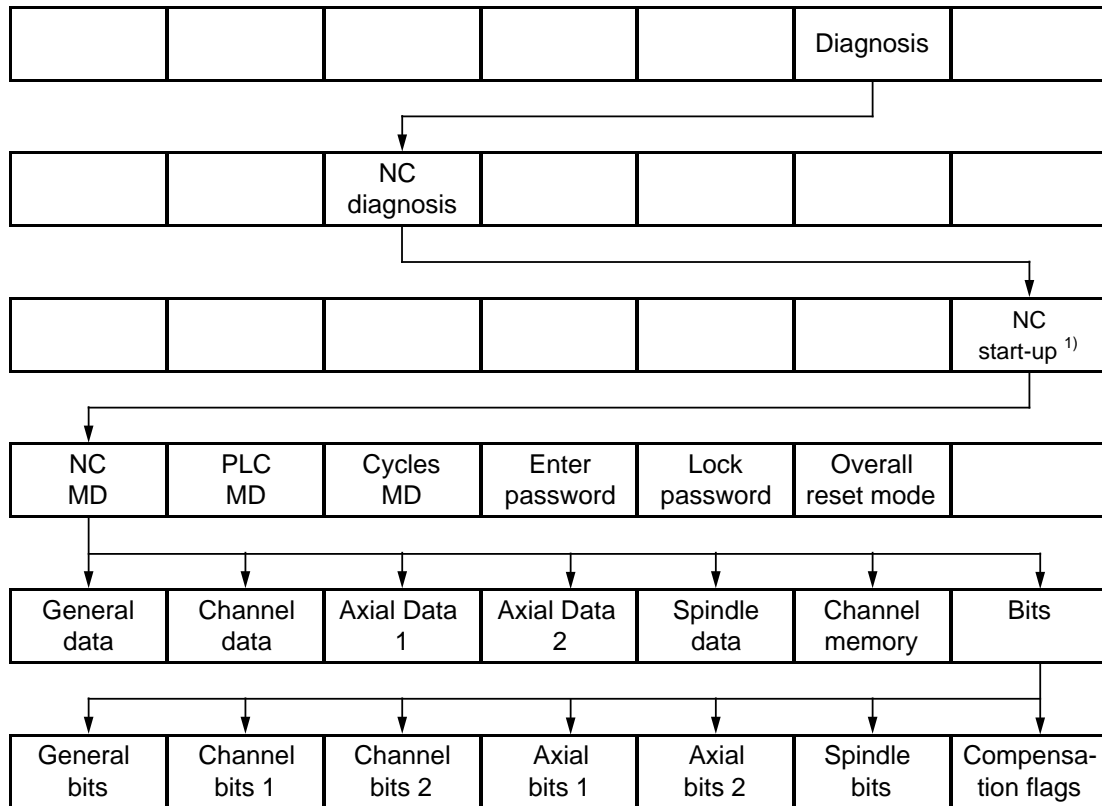 Diagnosis
NC
diagnosis
NC
start-up 1)
NC
MD
PLC
MD
Cycles
MD
Enter
password
Lock
password
Overall
reset mode
General
data
Channel
data
Axial Data
1
Axial Data
2
Spindle
data
Channel
memory
Bits
General
bits
Channel
bits 1
Channel
bits 2
Axial
bits 1
Axial
bits 2
Spindle
bits
Compensa-
tion flags